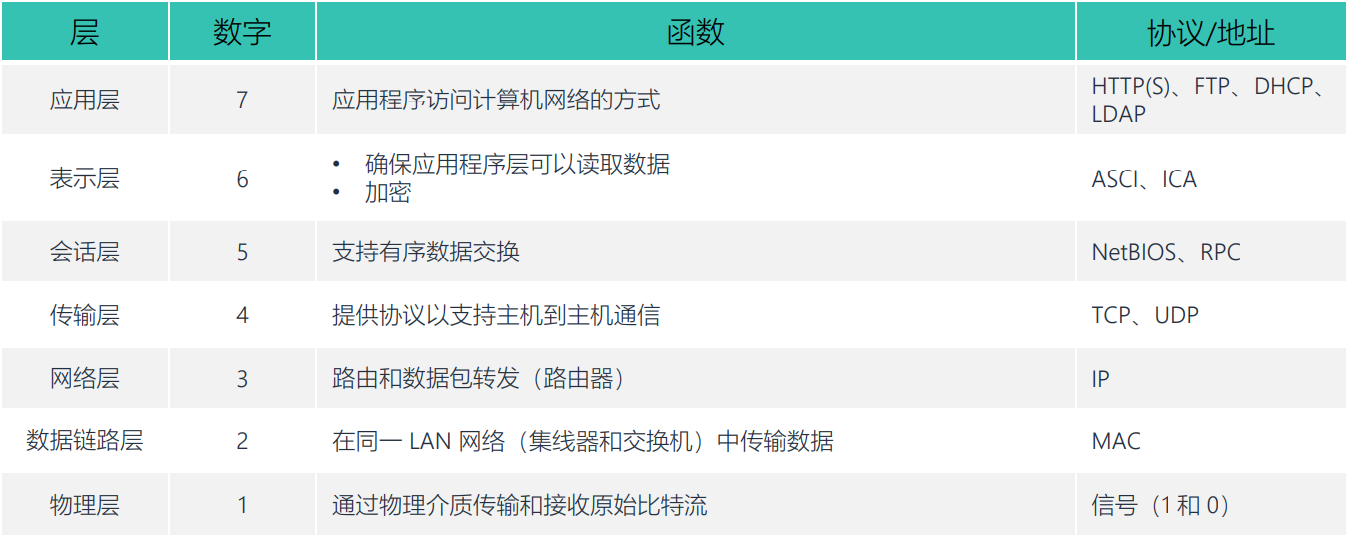 层 数字 函数 协议/地址
应用层 7 应用程序访问计算机网络的方式 HTTP(S)、FTP、DHCP、
LDAP
表示层 6 • 确保应用程序层可以读取数据 ASCI、ICA
• 加密
会话层 5 支持有序数据交换 NetBIOS、RPC
传输层 4 提供协议以支持主机到主机通信 TCP、UDP
网络层 3 路由和数据包转发（路由器） IP
数据链路层 2 在同一 LAN 网络（集线器和交换机）中传输数据 MAC
物理层 1 通过物理介质传输和接收原始比特流 信号（1 和 0）